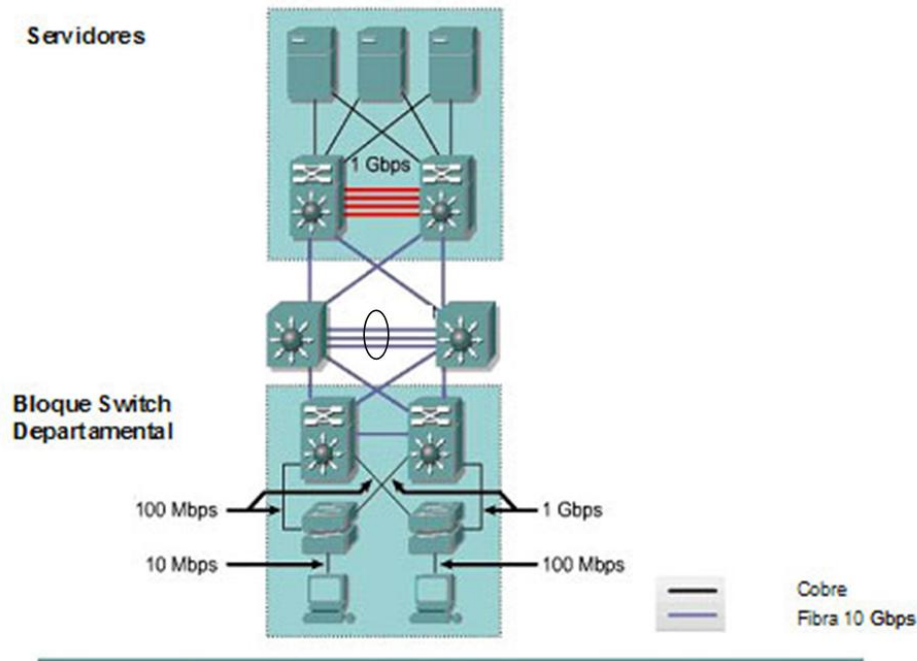 Servidores
1 Gbps
Bloque Switch
Departamental
100 Mbps
1 Gbps
10 Mbps
100 Mbps
Cobre
Fibra 10 Gbps